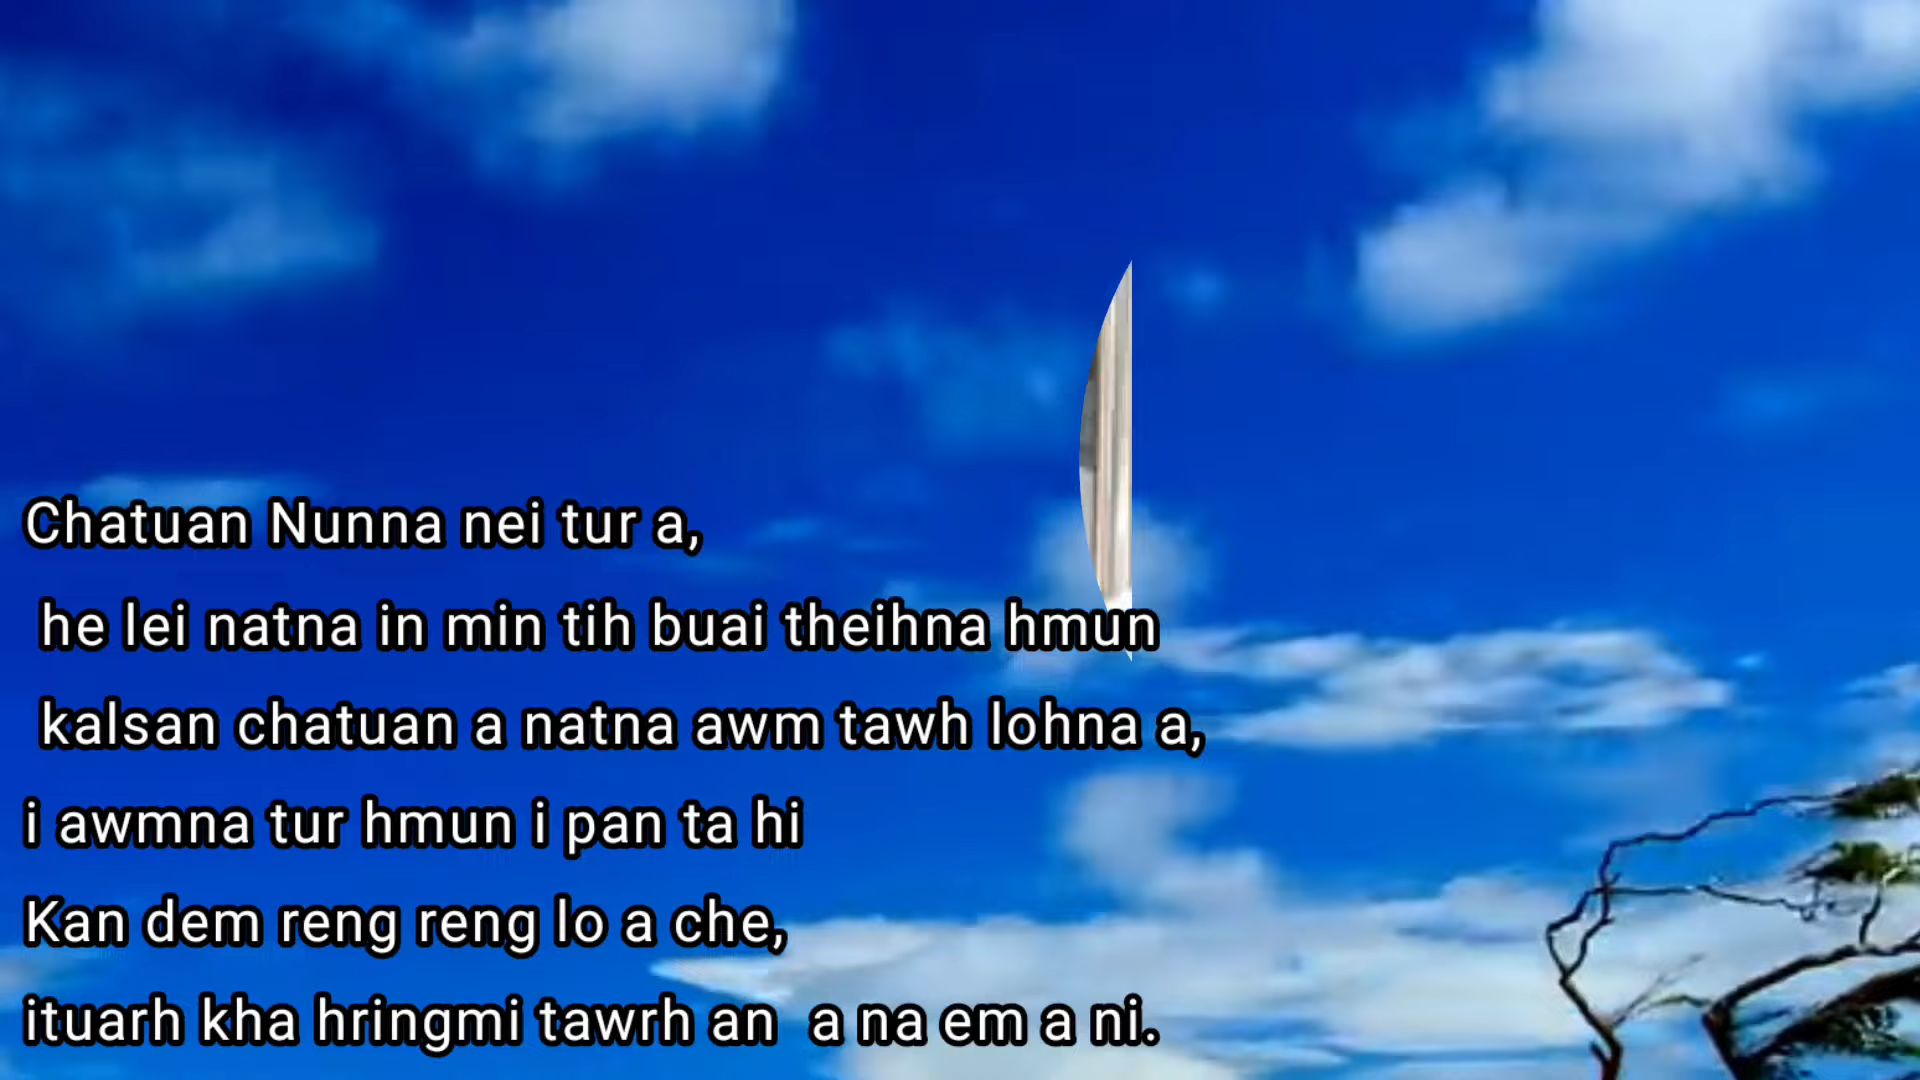 Chatuan Nunna nei tur a,
he lei natna in min tih buai theihna hmun
kalsan chatuan a natna awm tawh lohna a,
i awmna tur hmun i pan ta hi
Kan dem reng reng lo a che,
ituarh kha hringmi tawrh an  a na em a ni.